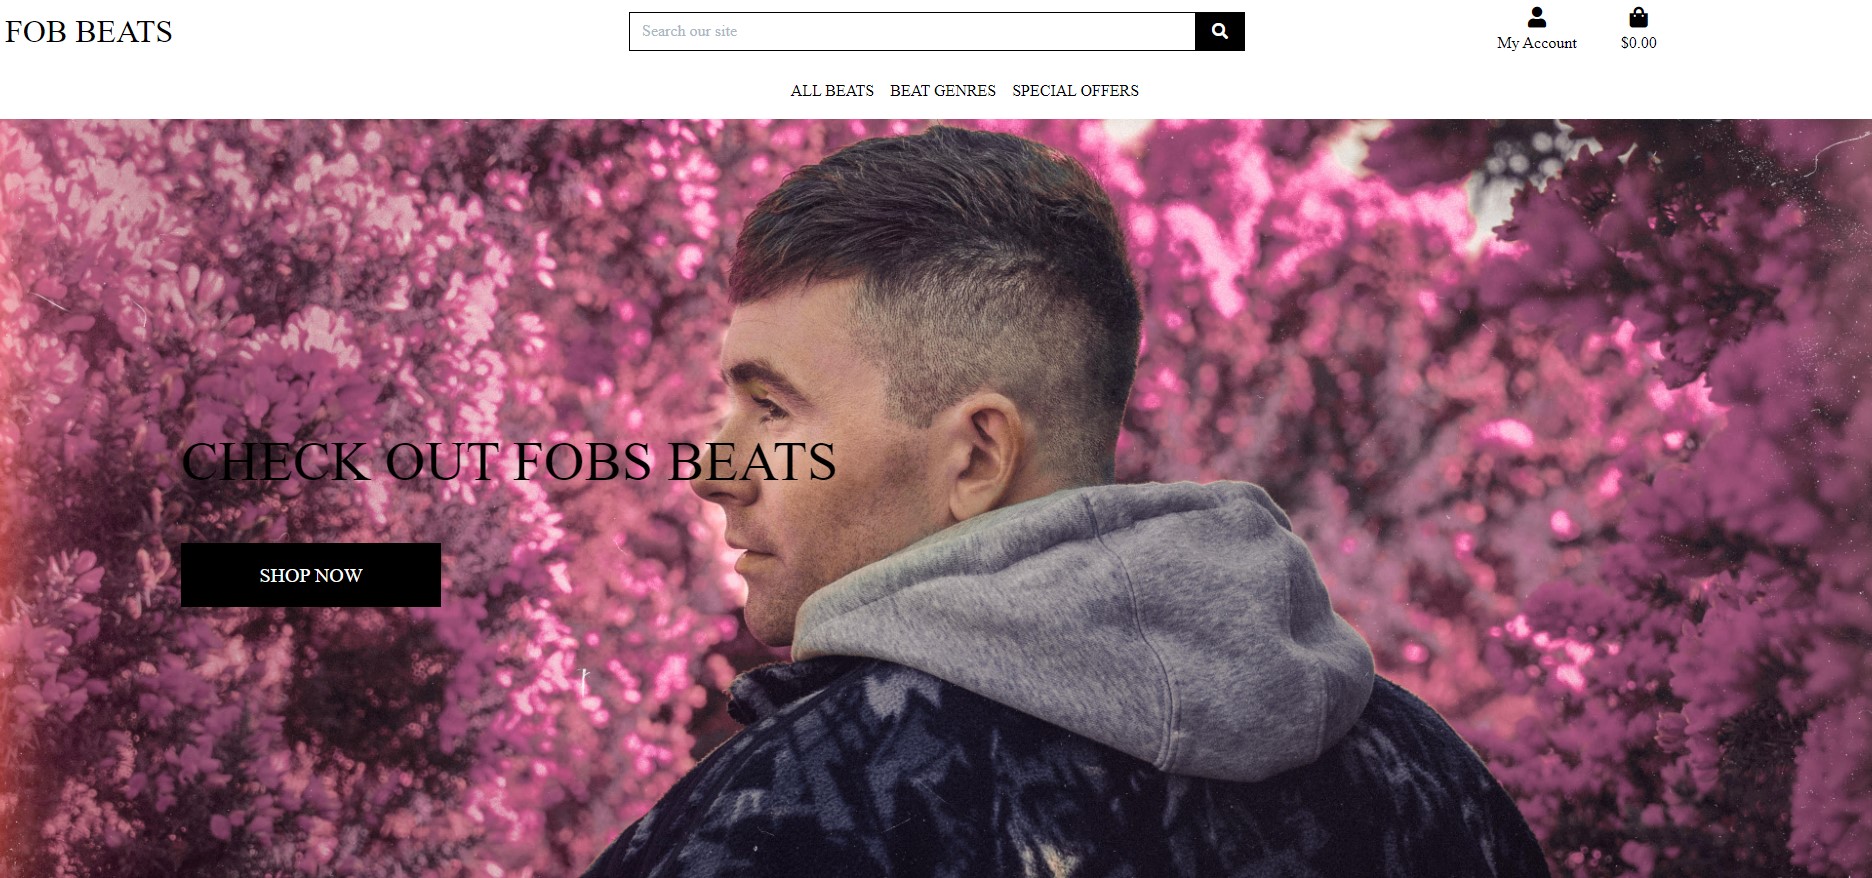 FOB BEATS
Search our site
My Account
$0.00
ALL BEATS BEAT GENRES SPECIAL OFFERS
CHECK OUT FOBS BEATS
SHOP NOW